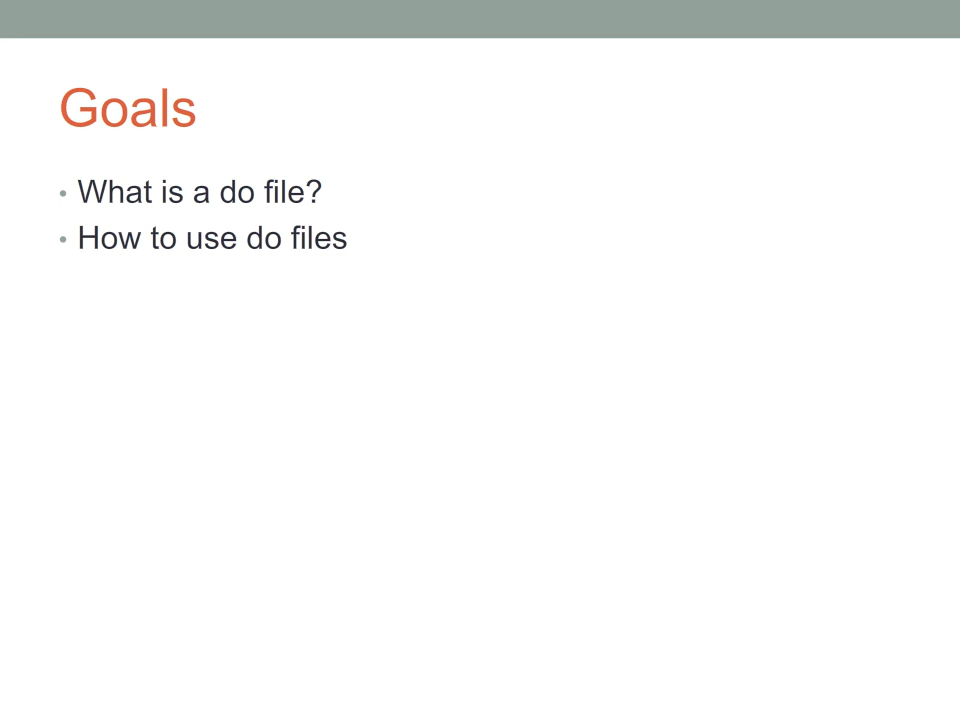 Goals
• What is a do file?
• How to use do files